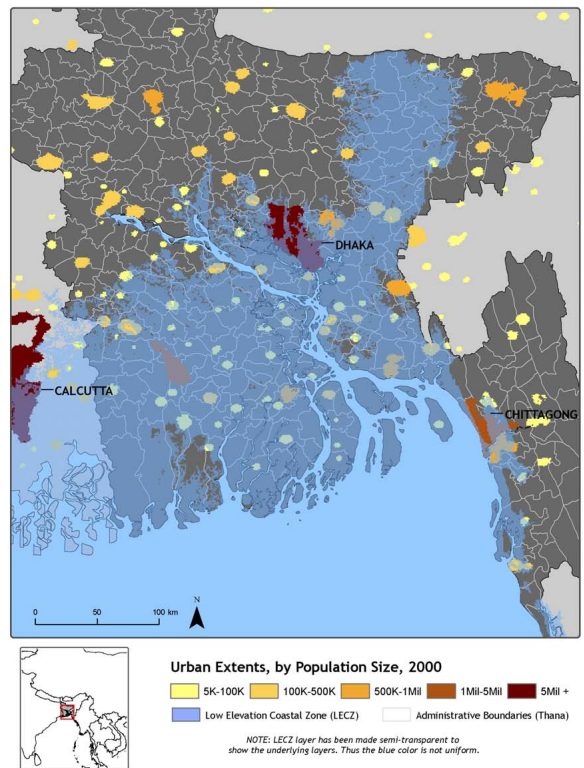 DHAKA
CALCUTTA
CHITTAGONG
N
0 50 100 km
Urban Extents, by Population Size, 2000
5K-100K 100K-500K 500K-1Mil 1Mil-5Mil 5Mil +
Low Elevation Coastal Zone (LECZ) Administrative Boundaries (Thana)
NOTE: LECZ layer has been made semi-transparent to
show the underlying layers. Thus the blue color is not uniform.